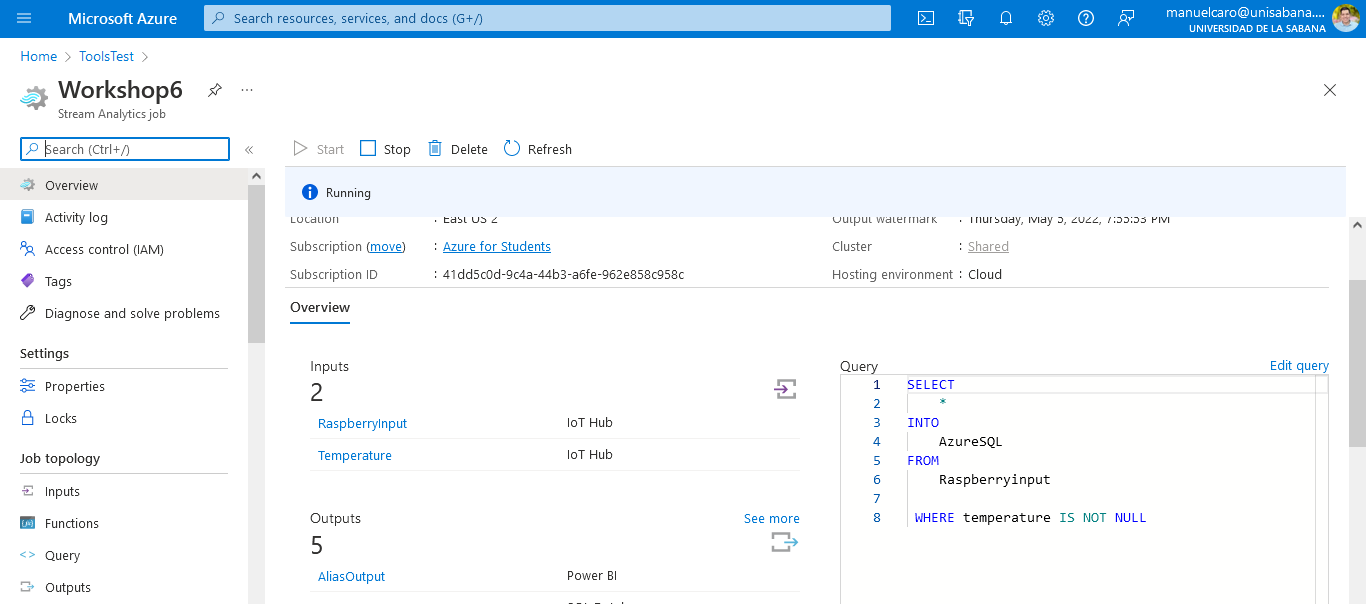 Microsoft Azure
Search resources, services, and docs (G+/)
manuelcaro@unisabana....
UNIVERSIDAD DE LA SABANA
Home > ToolsTest >
Workshop6
Stream Analytics job
Search (Ctrl+/)
Start Stop Delete Refresh
Running
Overview
Activity log
Access control (IAM)
Tags
Diagnose and solve problems
Settings
Properties
Locks
Job topology
Inputs
Functions
Query
Outputs
Location : East US 2
Subscription (move) : Azure for Students
Subscription ID : 41dd5c0d-9c4a-44b3-a6fe-962e858c958c
Output watermark : Thursday, May 5, 2022, 7:55:53 PM
Cluster : Shared
Hosting environment : Cloud
Overview
Inputs
2
RaspberryInput IoT Hub
Temperature IoT Hub
Outputs See more
5
AliasOutput Power BI
Query Edit query
1 SELECT
2 *
3 INTO
4 AzureSQL
5 FROM
6 Raspberryinput
7
8 WHERE temperature IS NOT NULL